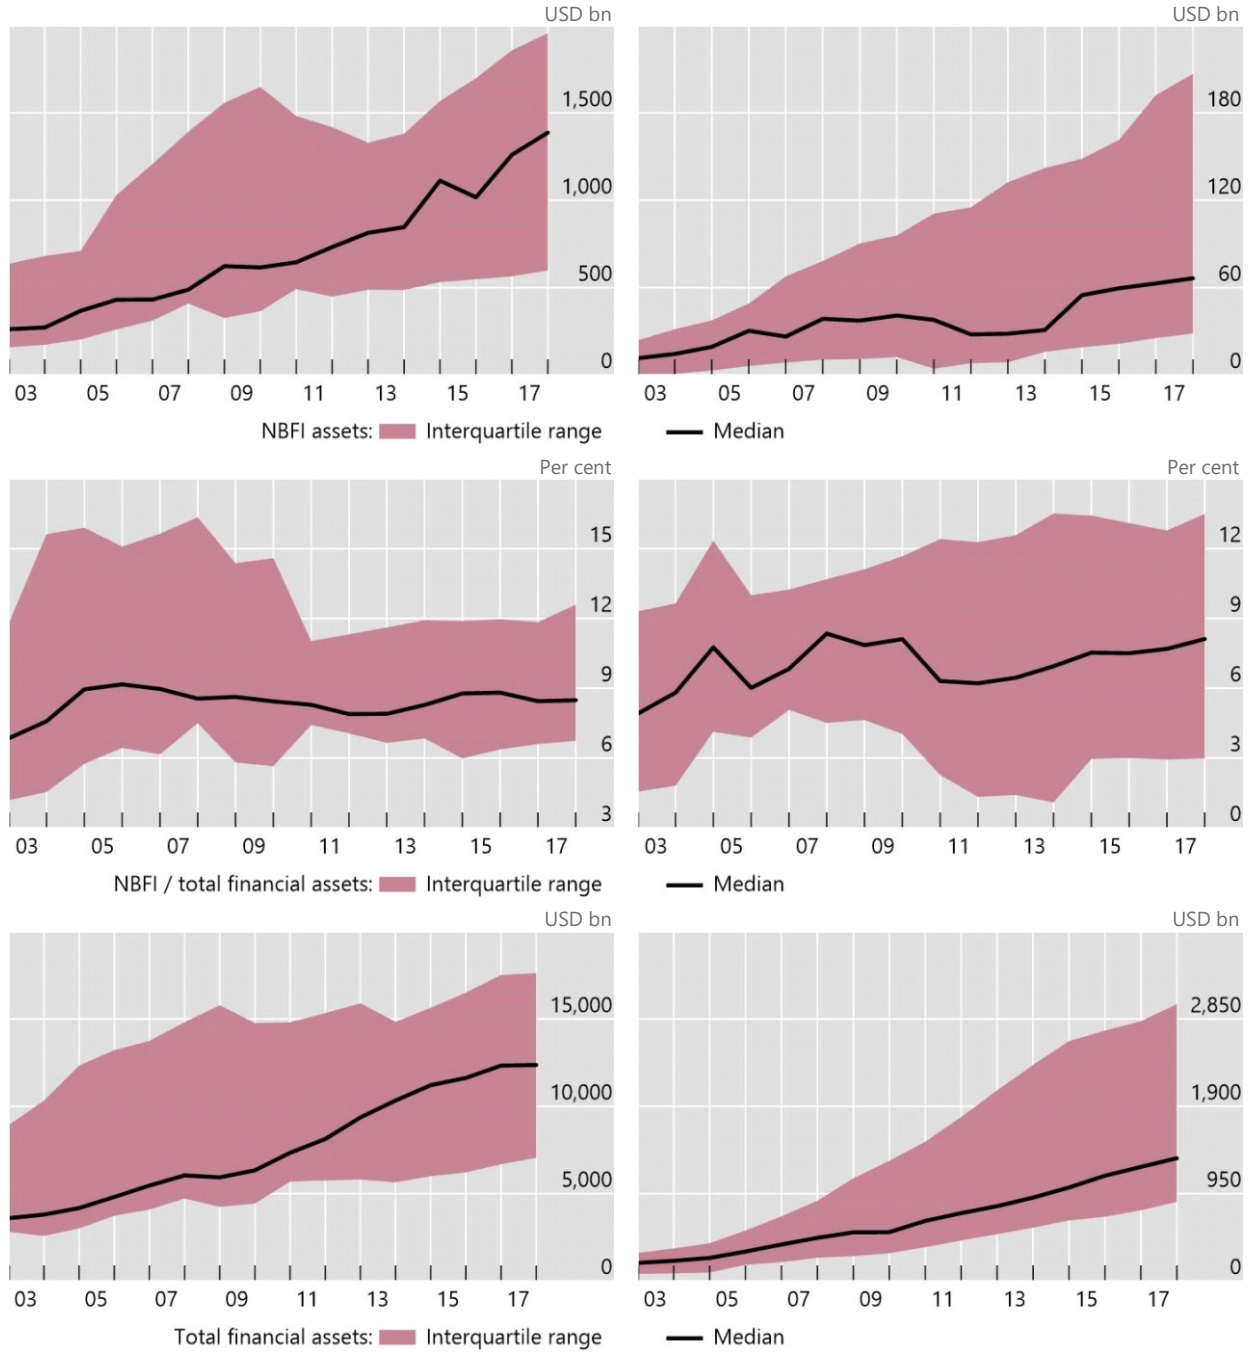 USD bn USD bn
1,500 180
1,000 120
500 60
0 0
03 05 07 09 11 13 15 17 03 05 07 09 11 13 15 17
NBFI assets: Interquartile range Median
Per cent Per cent
15 12
12 9
9 6
6 3
3 0
03 05 07 09 11 13 15 17 03 05 07 09 11 13 15 17
NBFI / total financial assets: Interquartile range Median
USD bn USD bn
15,000 2,850
10,000 1,900
5,000 950
0 0
03 05 07 09 11 13 15 17 03 05 07 09 11 13 15 17
Total financial assets: Interquartile range Median